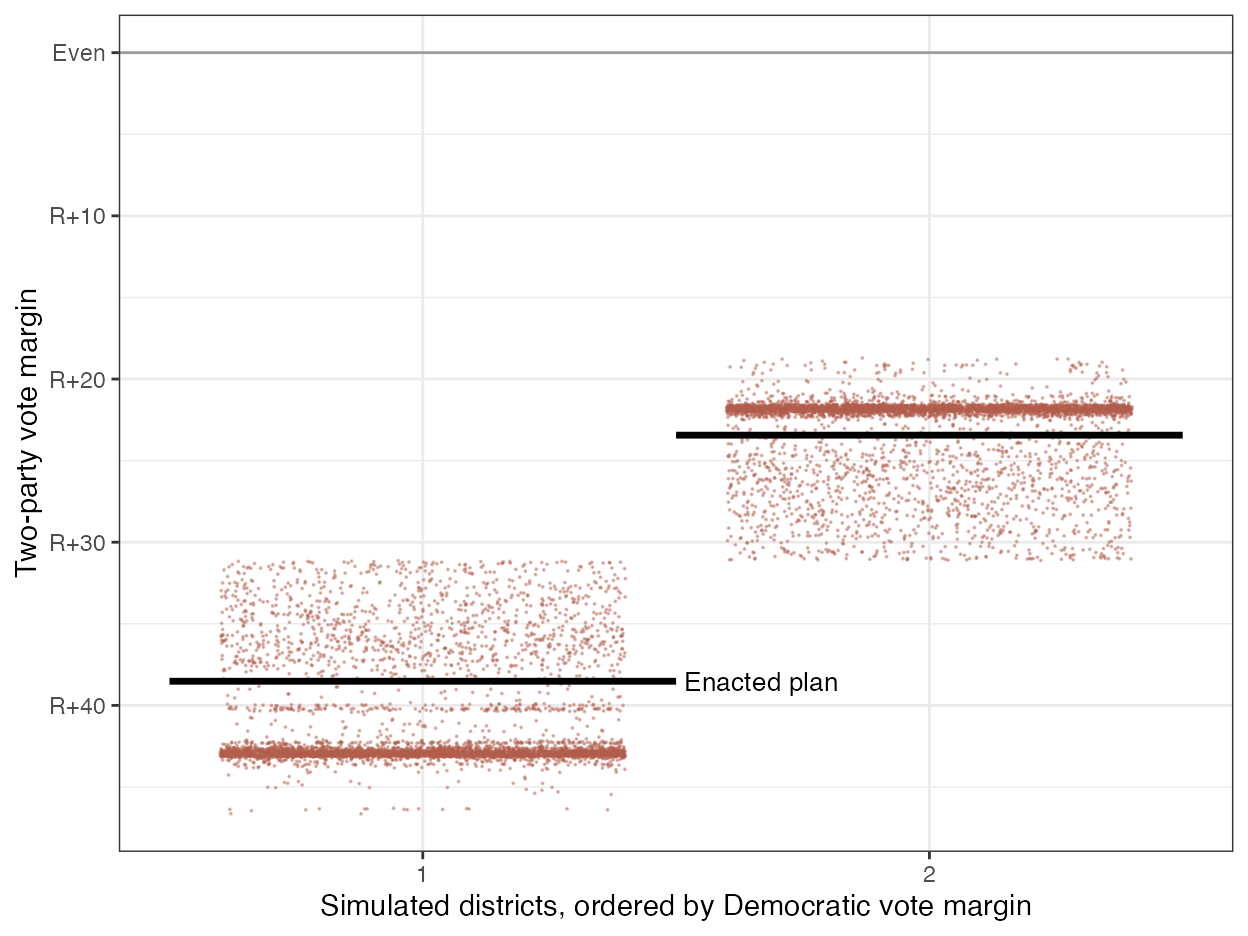 Even
R+10
R+20
R+30
R+40
Two-party vote margin
Enacted plan
1
2
Simulated districts, ordered by Democratic vote margin